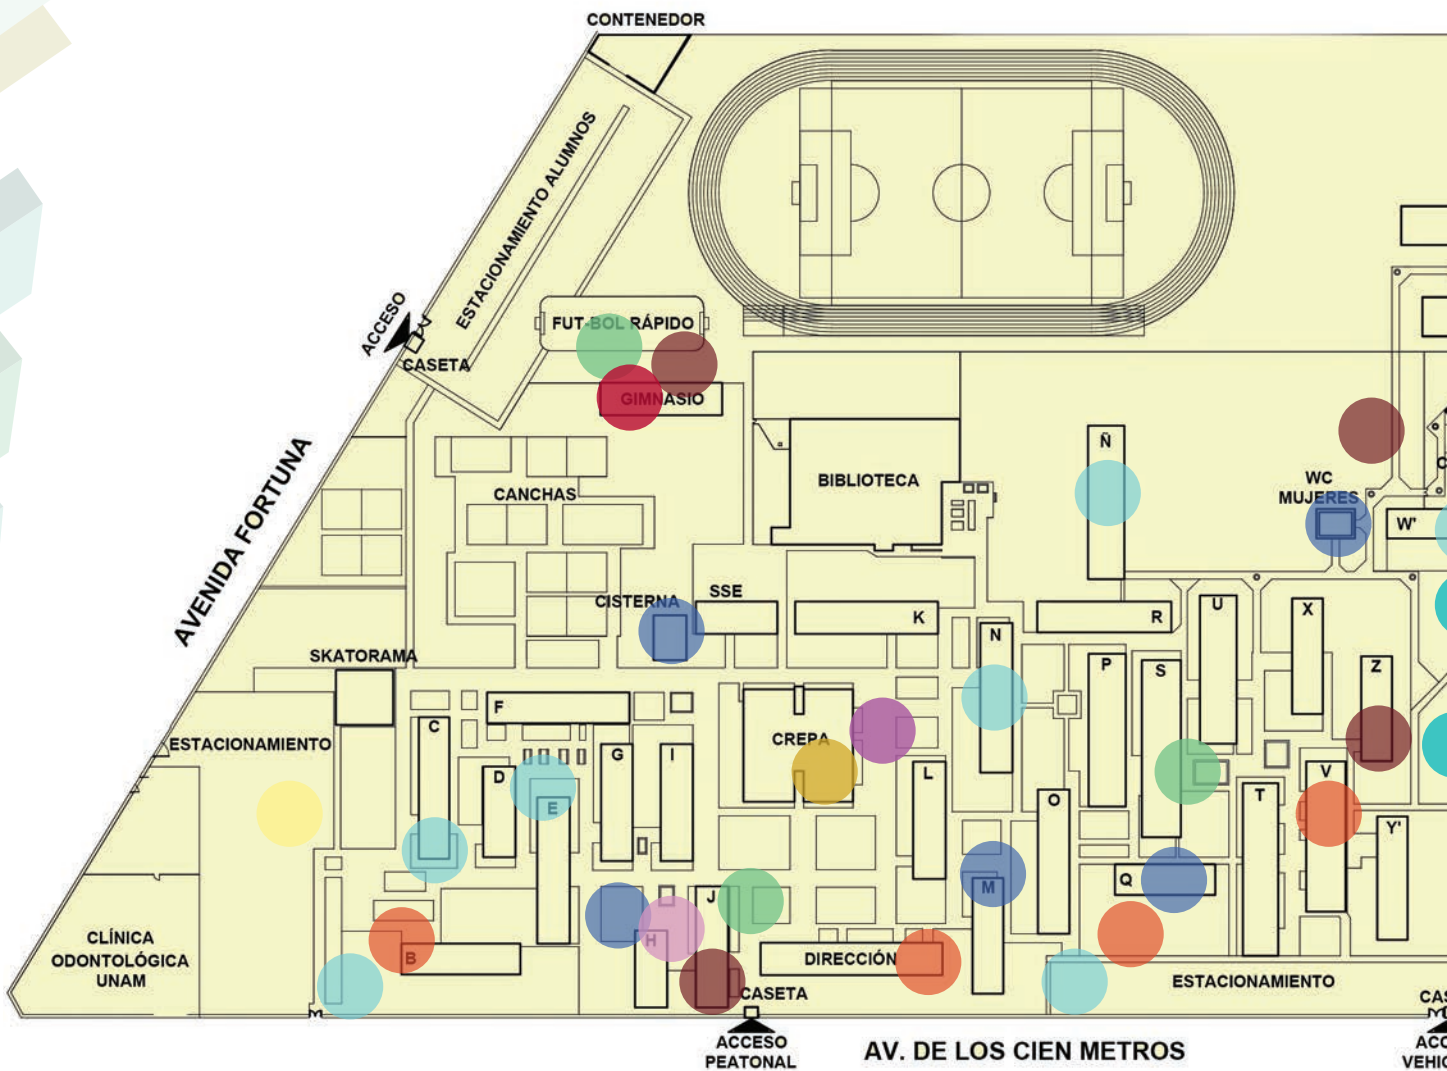 CONTENEDOR
ESTACIONAMIENTO ALUMNOS
ACCESO
FUT-BOL RÁPIDO
CASETA
GIMNASIO
AVENIDA FORTUNA
Ñ
BIBLIOTECA
WC
MUJERES
CANCHAS
W'
SSE
CISTERNA
K
R
U
X
N
SKATORAMA
P
S
Z
F
C
ESTACIONAMIENTO
CREPA
G
I
D
L
V
E
O
T
Y'
M
Q
J
H
CLÍNICA
ODONTOLÓGICA
UNAM
B
DIRECCIÓN
ESTACIONAMIENTO
CASETA
ACCESO
PEATONAL
AV. DE LOS CIEN METROS